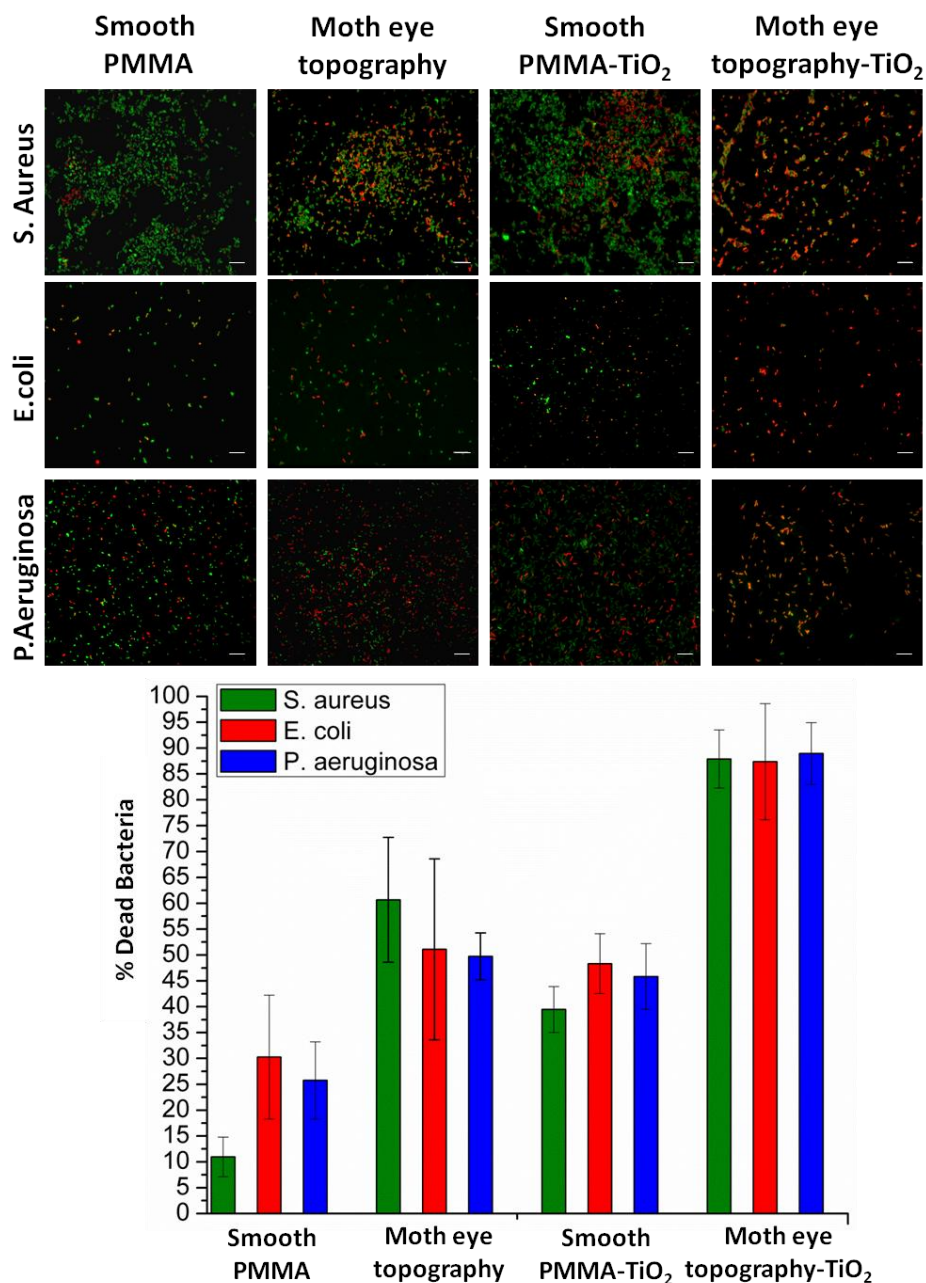 Smooth
PMMA
Moth eye
topography
Smooth
PMMA-TiO₂
Moth eye
topography-TiO₂
S. Aureus
E.coli
P.Aeruginosa
S. aureus
E. coli
P. aeruginosa
% Dead Bacteria
100
95
90
85
80
75
70
65
60
55
50
45
40
35
30
25
20
15
10
5
0
Smooth
PMMA
Moth eye
topography
Smooth
PMMA-TiO₂
Moth eye
topography-TiO₂